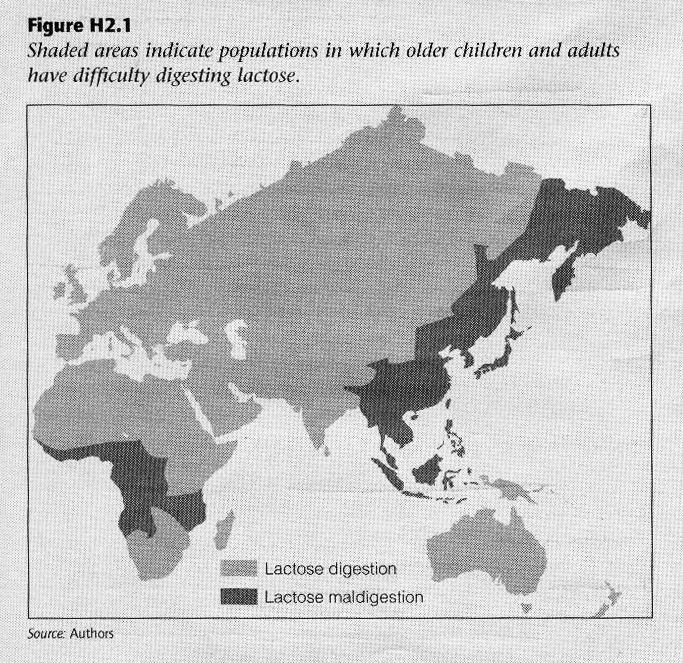 Figure H2.1
Shaded areas indicate populations in which older children and adults
have difficulty digesting lactose.
Lactose digestion
Lactose maldigestion
Source: Authors